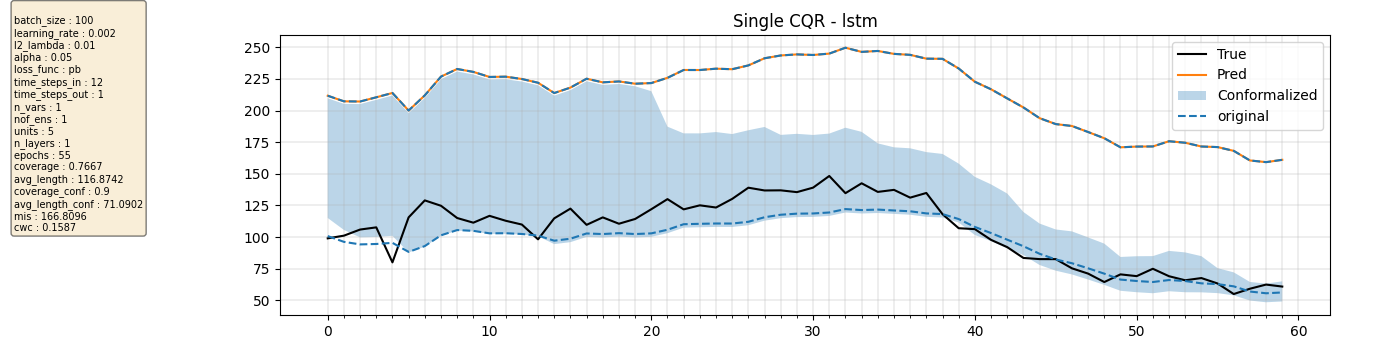 batch_size : 100
learning_rate : 0.002
l2_lambda : 0.01
alpha : 0.05
loss_func : pb
time_steps_in : 12
time_steps_out : 1
n_vars : 1
nof_ens : 1
units : 5
n_layers : 1
epochs : 55
coverage : 0.7667
avg_length : 116.8742
coverage_conf : 0.9
avg_length_conf : 71.0902
mis : 166.8096
cwc : 0.1587
Single CQR - lstm
250
225
200
175
150
125
100
75
50
True
Pred
Conformalized
original
0 10 20 30 40 50 60